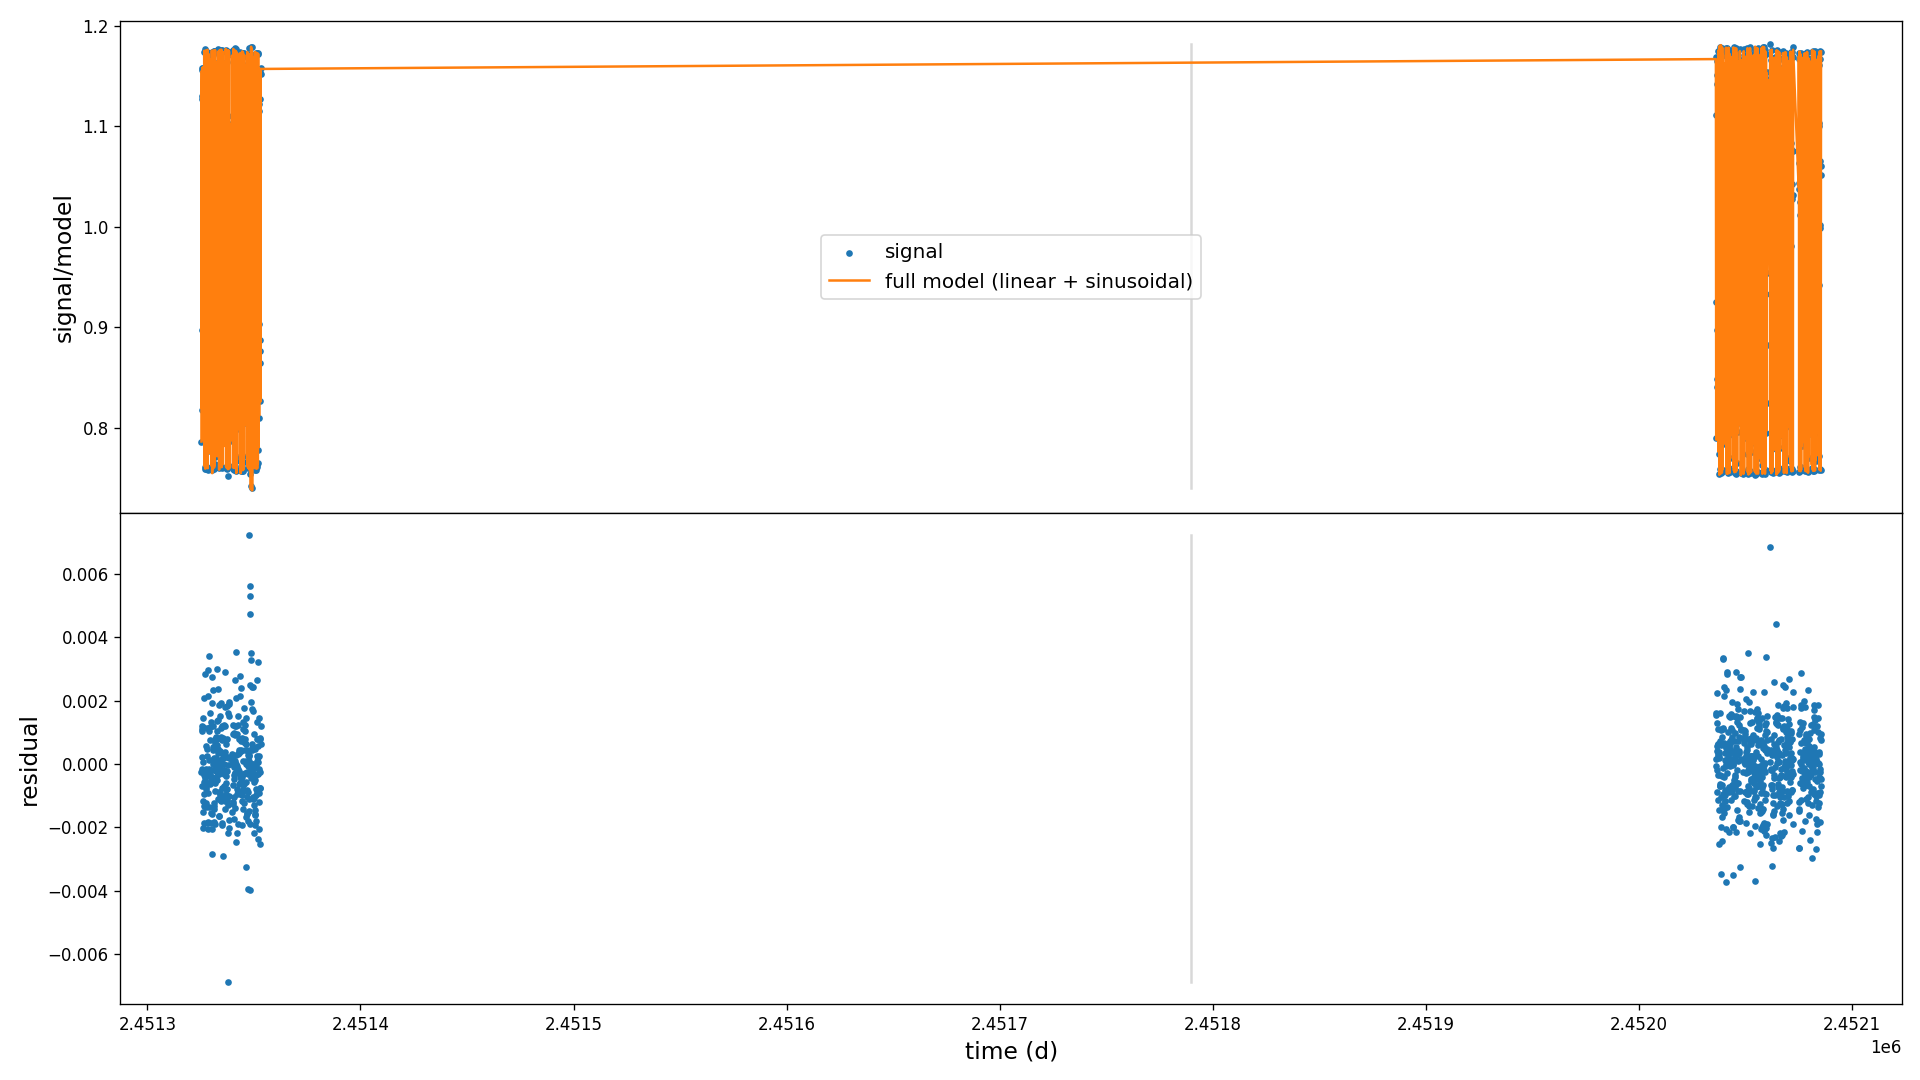 1.2
1.1
1.0
0.9
0.8
signal/model
signal
full model (linear + sinusoidal)
0.006
0.004
0.002
0.000
−0.002
−0.004
−0.006
residual
2.4513 2.4514 2.4515 2.4516 2.4517 2.4518 2.4519 2.4520 2.4521
1e6
time (d)